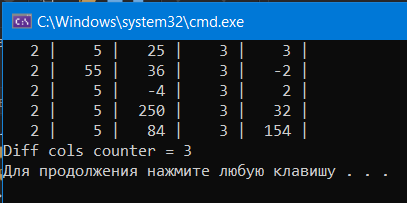 C:\Windows\system32\cmd.exe
2 | 5 | 25 | 3 | 3 |
2 | 55 | 36 | 3 | -2 |
2 | 5 | -4 | 3 | 2 |
2 | 5 | 250 | 3 | 32 |
2 | 5 | 84 | 3 | 154 |
Diff cols counter = 3
Для продолжения нажмите любую клавишу . . .